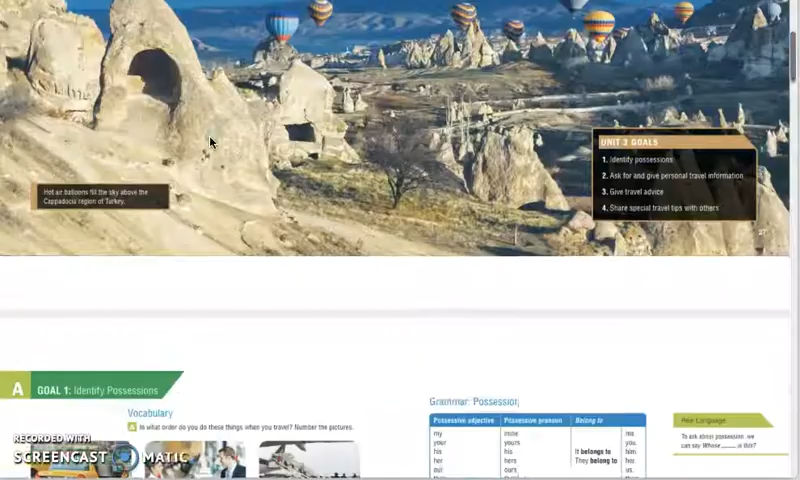 Hot air balloons fill the sky above the
Cappadocia region of Turkey.
UNIT 3 GOALS
1. Identify possessions
2. Ask for and give personal travel information
3. Give travel advice
4. Share special travel tips with others
27
A GOAL 1: Identify Possessions
Vocabulary
A In what order do you do these things when you travel? Number the pictures.
Grammar: Possession
Possessive adjective Possessive pronoun Belong to
my mine me.
your yours you.
his his It belongs to him.
her hers They belong to her.
our ours us.
Real Language
To ask about possession, we
can say Whose ______ is this?
RECORDED WITH
SCREENCAST MATIC